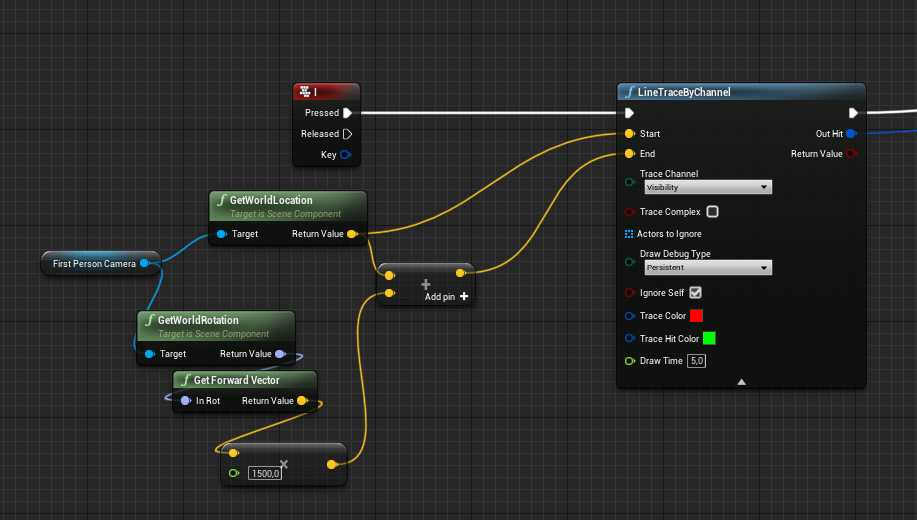 I
Pressed
Released
Key
LineTraceByChannel
Start
Out Hit
End
Return Value
Trace Channel
Visibility
Trace Complex
Actors to Ignore
Draw Debug Type
Persistent
Ignore Self
Trace Color
Trace Hit Color
Draw Time 5,0
GetWorldLocation
Target is Scene Component
Target Return Value
First Person Camera
+
Add pin +
GetWorldRotation
Target is Scene Component
Target Return Value
Get Forward Vector
In Rot Return Value
×
1500,0